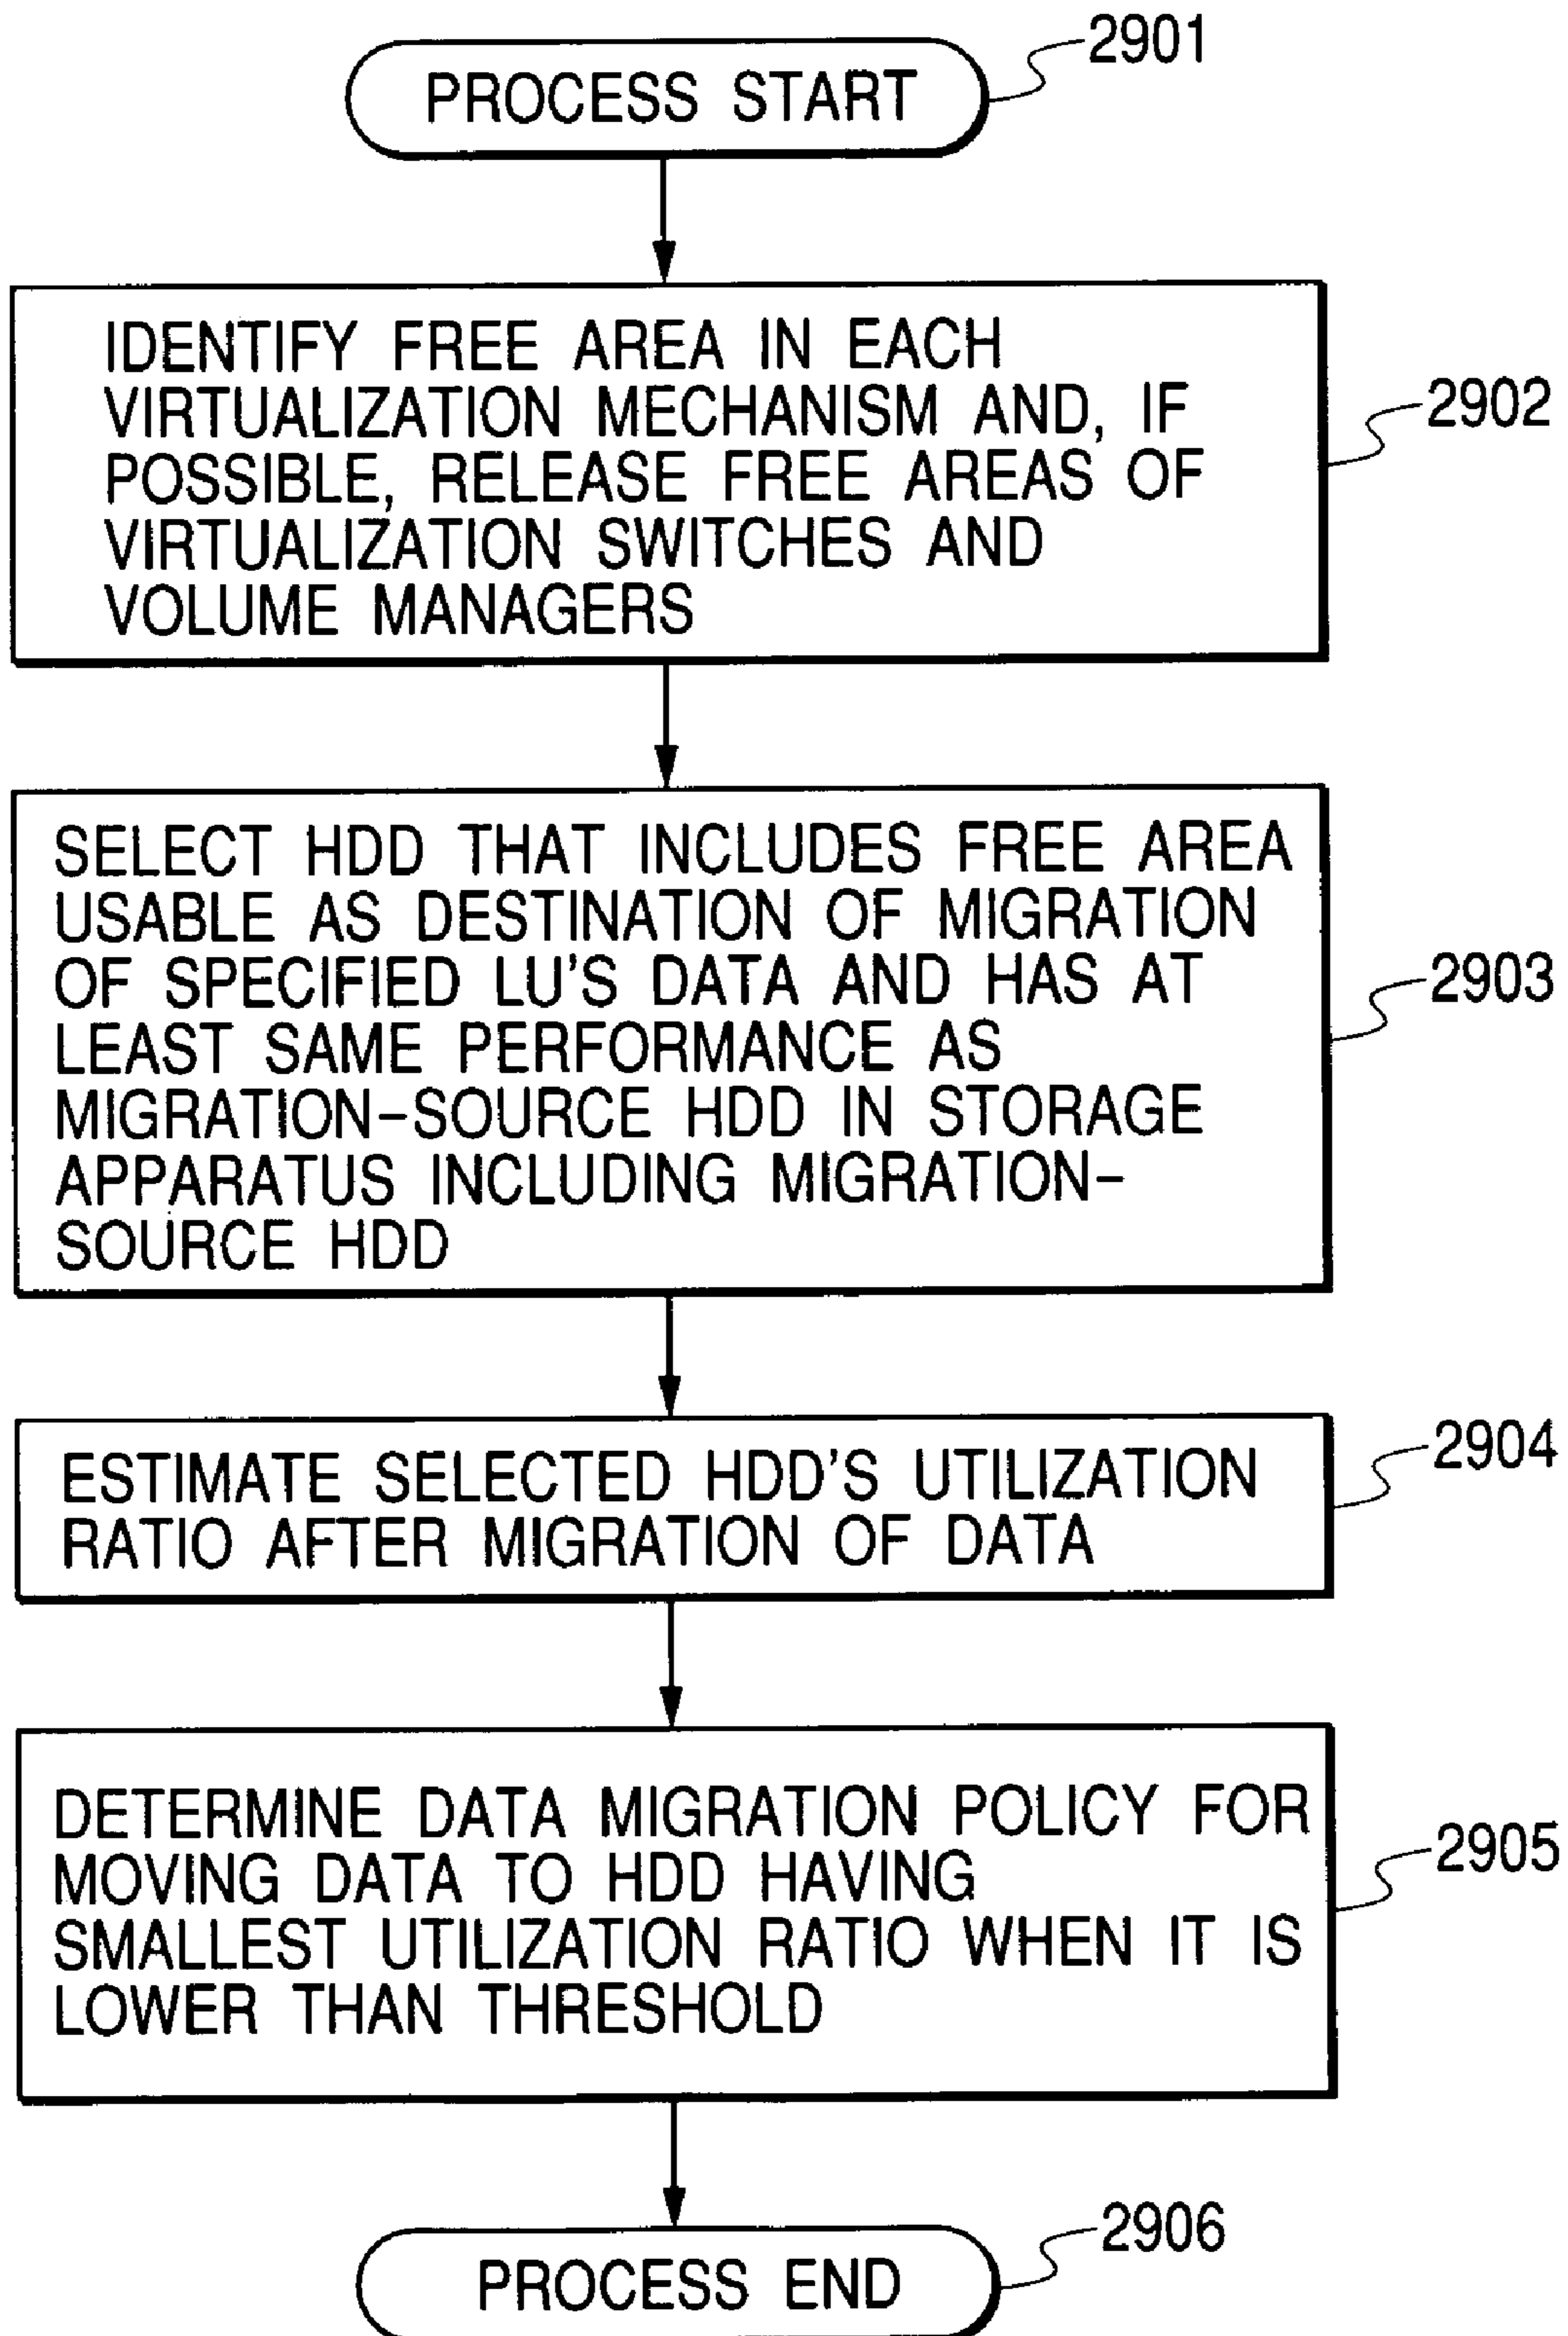 2901
PROCESS START
IDENTIFY FREE AREA IN EACH
VIRTUALIZATION MECHANISM AND, IF
POSSIBLE, RELEASE FREE AREAS OF
VIRTUALIZATION SWITCHES AND
VOLUME MANAGERS
2902
SELECT HDD THAT INCLUDES FREE AREA
USABLE AS DESTINATION OF MIGRATION
OF SPECIFIED LU'S DATA AND HAS AT
LEAST SAME PERFORMANCE AS
MIGRATION-SOURCE HDD IN STORAGE
APPARATUS INCLUDING MIGRATION-
SOURCE HDD
2903
ESTIMATE SELECTED HDD'S UTILIZATION
RATIO AFTER MIGRATION OF DATA
2904
DETERMINE DATA MIGRATION POLICY FOR
MOVING DATA TO HDD HAVING
SMALLEST UTILIZATION RATIO WHEN IT IS
LOWER THAN THRESHOLD
2905
2906
PROCESS END